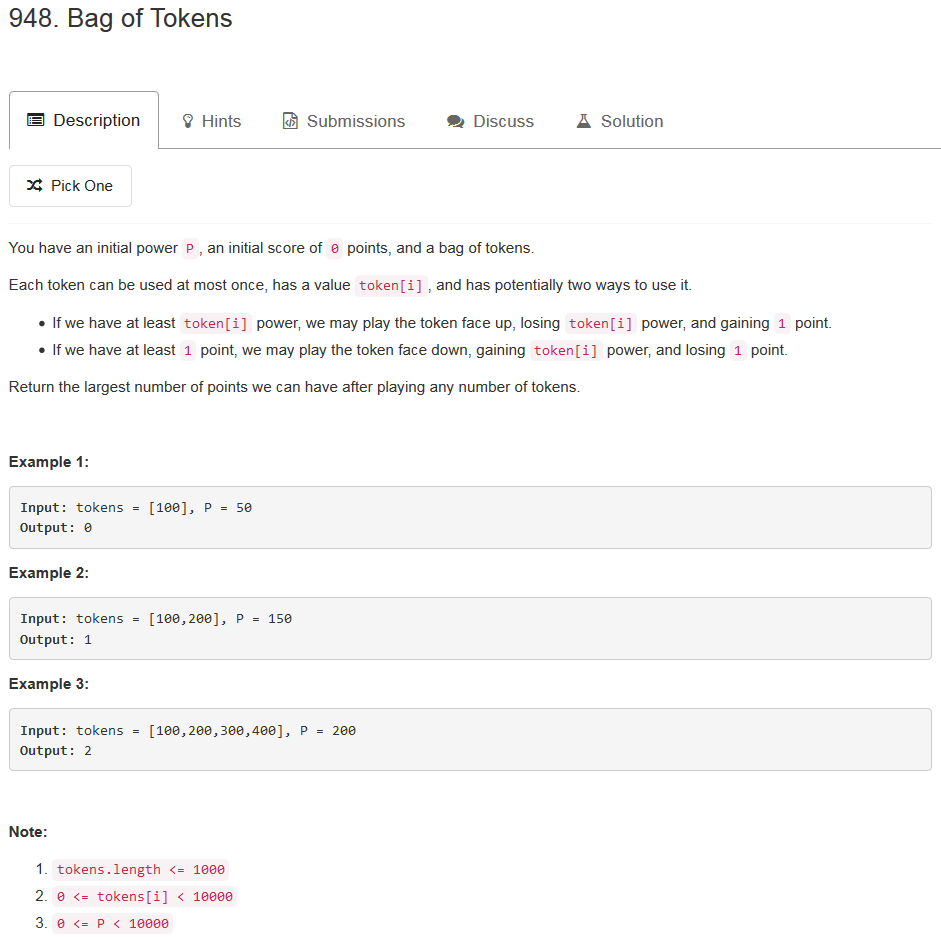 948. Bag of Tokens
Description
Hints
Submissions
Discuss
Solution
Pick One
You have an initial power P, an initial score of 0 points, and a bag of tokens.
Each token can be used at most once, has a value token[i], and has potentially two ways to use it.
• If we have at least token[i] power, we may play the token face up, losing token[i] power, and gaining 1 point.
• If we have at least 1 point, we may play the token face down, gaining token[i] power, and losing 1 point.
Return the largest number of points we can have after playing any number of tokens.
Example 1:
Input: tokens = [100], P = 50
Output: 0
Example 2:
Input: tokens = [100,200], P = 150
Output: 1
Example 3:
Input: tokens = [100,200,300,400], P = 200
Output: 2
Note:
1. tokens.length <= 1000
2. 0 <= tokens[i] < 10000
3. 0 <= P < 10000